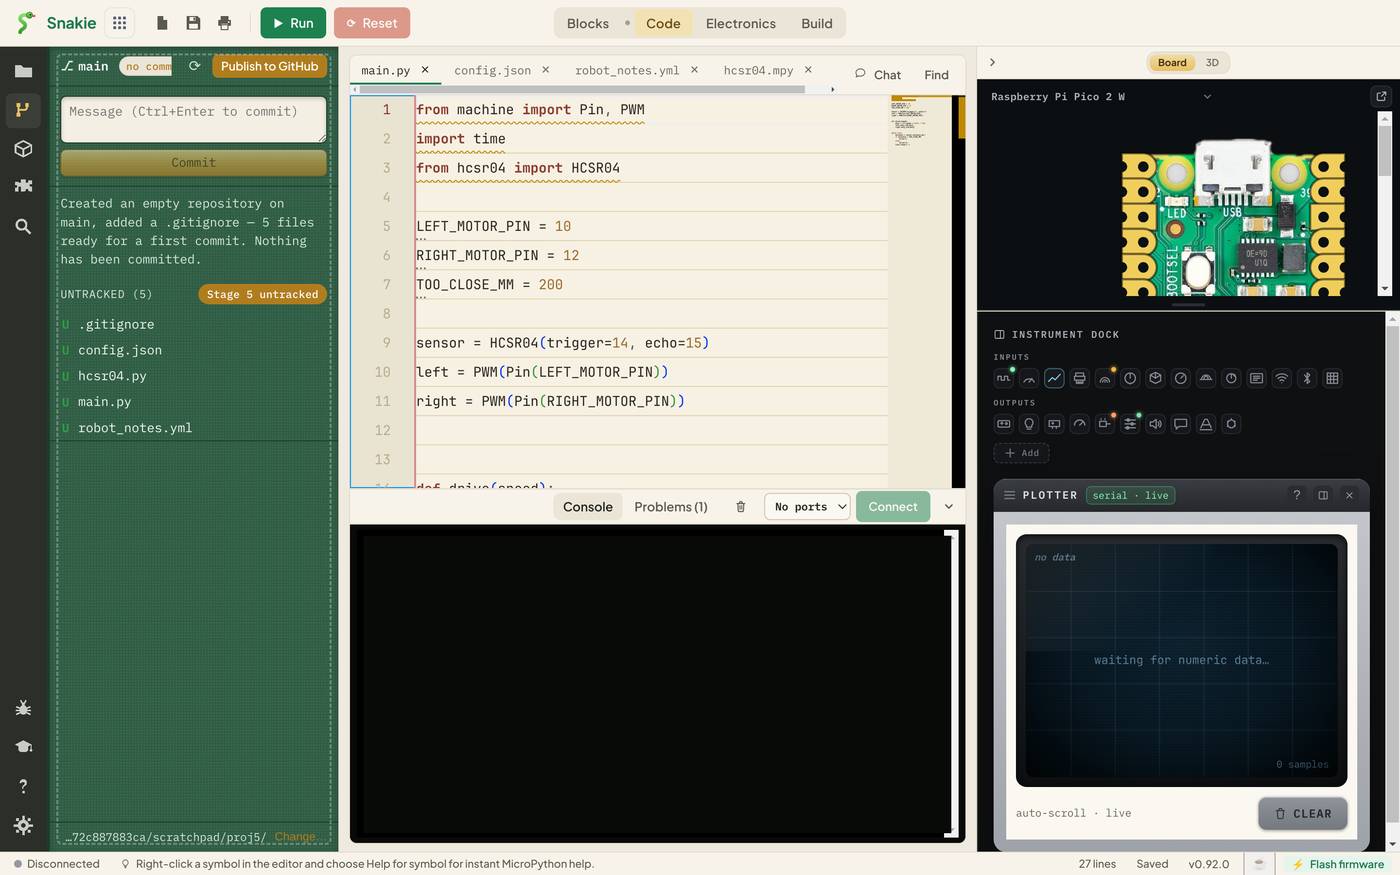 Snakie
Run
Reset
Blocks
Code
Electronics
Build
main
no comm
Publish to GitHub
Message (Ctrl+Enter to commit)
Commit
Created an empty repository on
main, added a .gitignore — 5 files
ready for a first commit. Nothing
has been committed.
UNTRACKED (5)
Stage 5 untracked
U .gitignore
U config.json
U hcsr04.py
U main.py
U robot_notes.yml
…72c887883ca/scratchpad/proj5/ Change…
main.py
config.json
robot_notes.yml
hcsr04.mpy
Chat
Find
1 from machine import Pin, PWM
2 import time
3 from hcsr04 import HCSR04
4
5 LEFT_MOTOR_PIN = 10
6 RIGHT_MOTOR_PIN = 12
7 TOO_CLOSE_MM = 200
8
9 sensor = HCSR04(trigger=14, echo=15)
10 left = PWM(Pin(LEFT_MOTOR_PIN))
11 right = PWM(Pin(RIGHT_MOTOR_PIN))
12
13
14 def drive(speed):
Console
Problems (1)
No ports
Connect
Board
3D
Raspberry Pi Pico 2 W
LED
USB
BOOTSEL
INSTRUMENT DOCK
INPUTS
OUTPUTS
+ Add
PLOTTER
serial · live
?
no data
waiting for numeric data…
0 samples
auto-scroll · live
CLEAR
Disconnected
Right-click a symbol in the editor and choose Help for symbol for instant MicroPython help.
27 lines
Saved
v0.92.0
Flash firmware